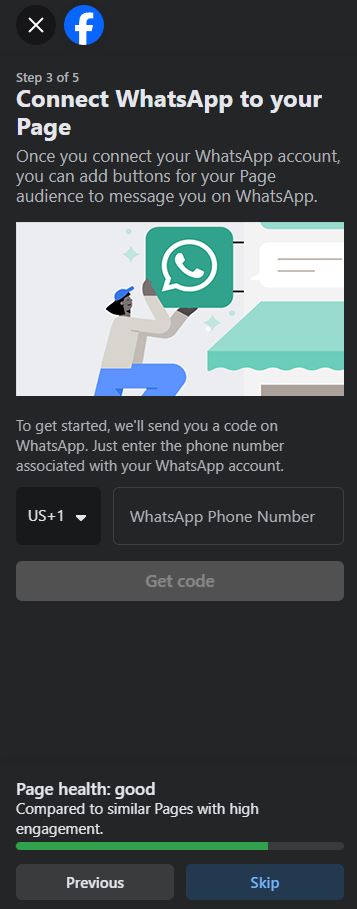 Step 3 of 5
Connect WhatsApp to your
Page
Once you connect your WhatsApp account,
you can add buttons for your Page
audience to message you on WhatsApp.
To get started, we'll send you a code on
WhatsApp. Just enter the phone number
associated with your WhatsApp account.
US+1 WhatsApp Phone Number
Get code
Page health: good
Compared to similar Pages with high
engagement.
Previous Skip